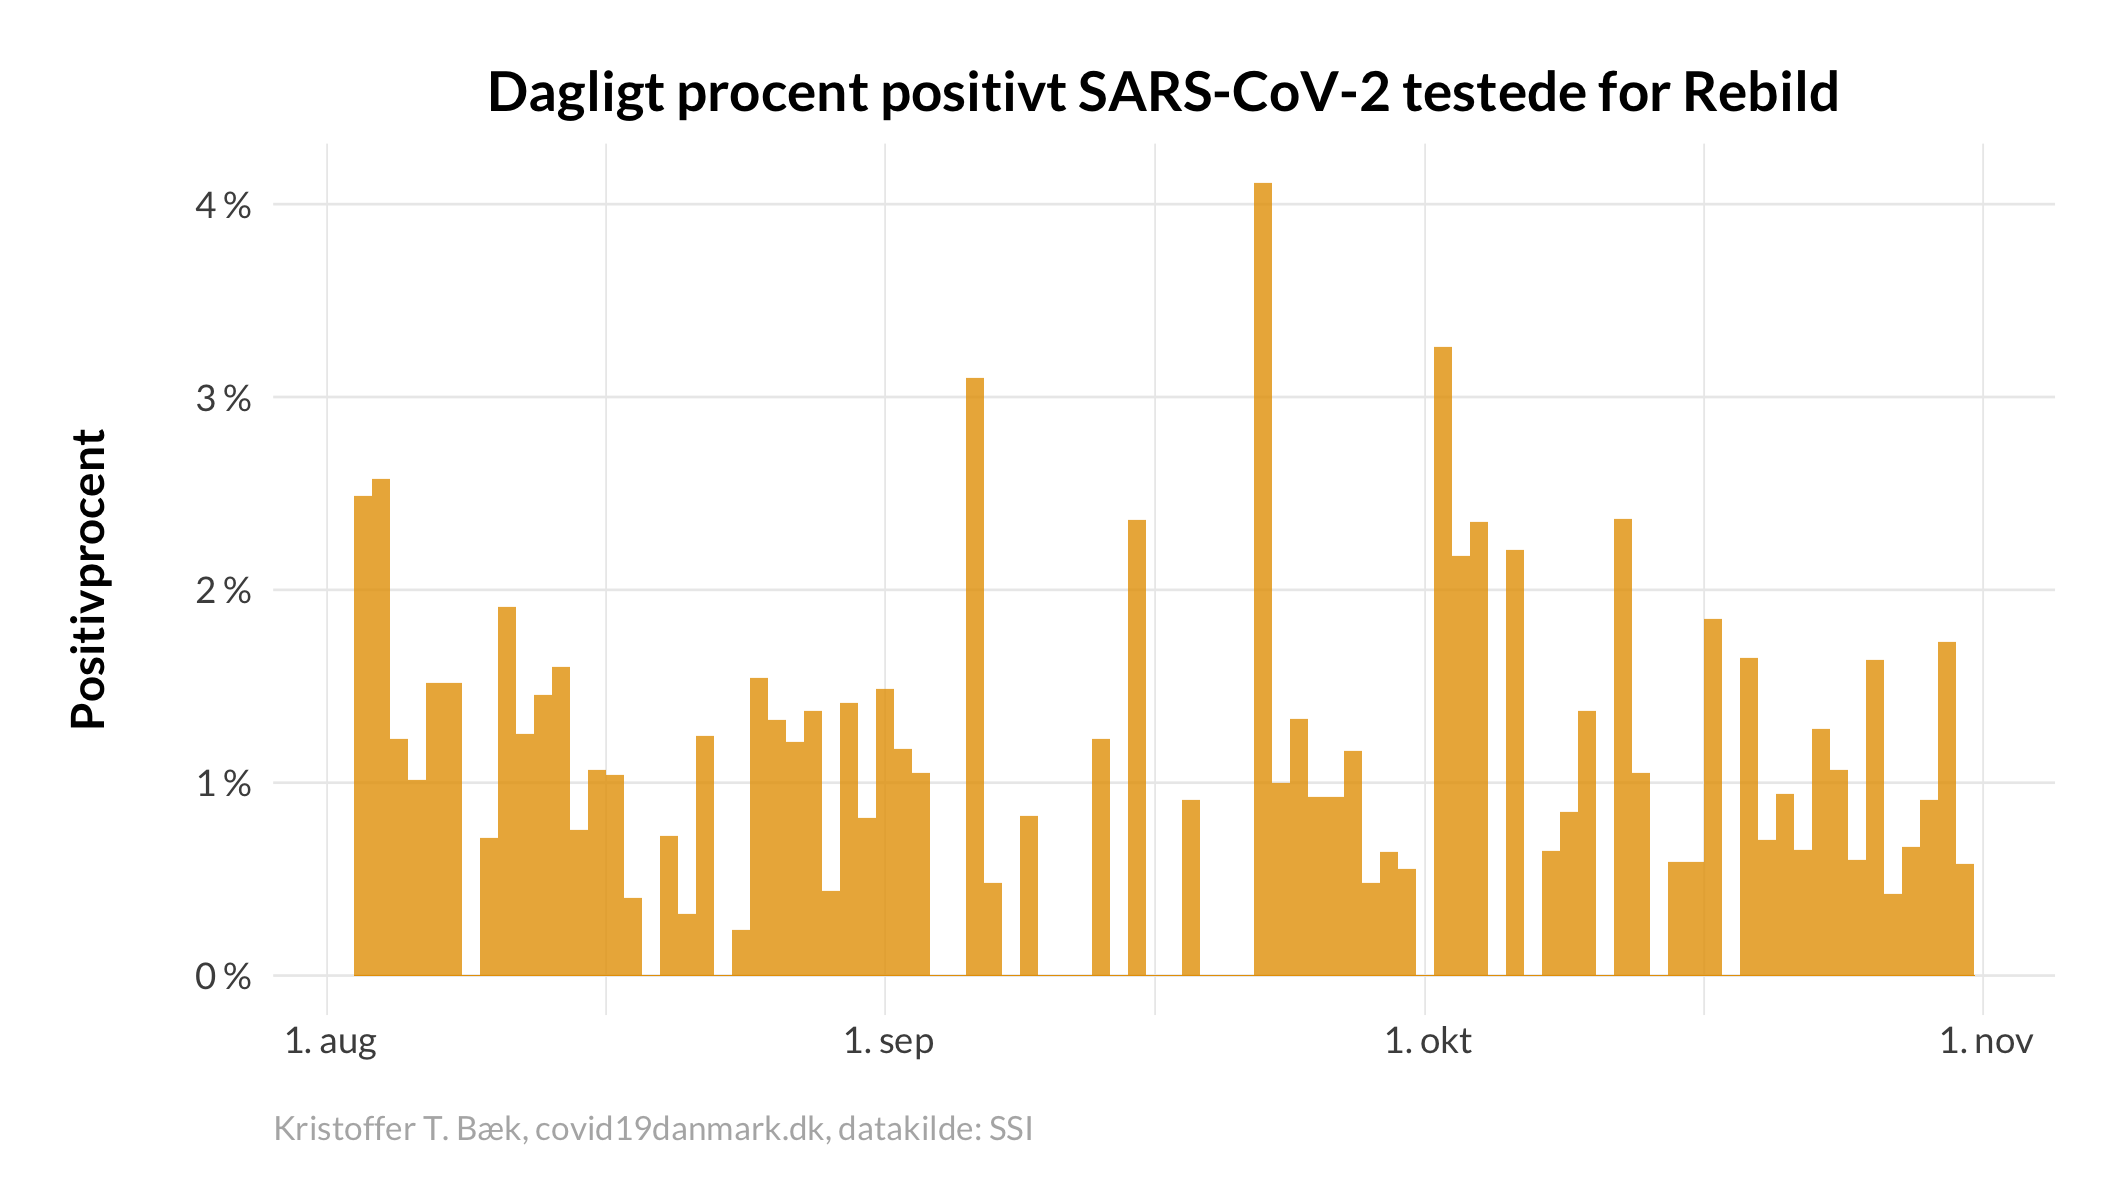 Dagligt procent positivt SARS-CoV-2 testede for Rebild
Positivprocent
4 %
3 %
2 %
1 %
0 %
1. aug
1. sep
1. okt
1. nov
Kristoffer T. Bæk, covid19danmark.dk, datakilde: SSI